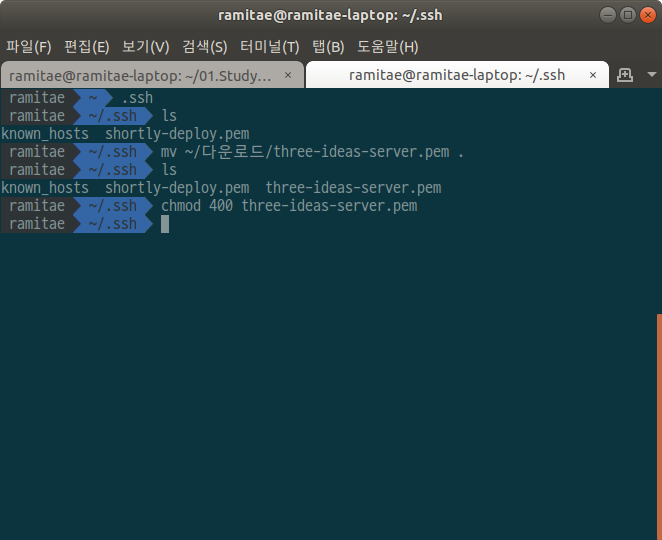 ramitae@ramitae-laptop: ~/.ssh
파일(F) 편집(E) 보기(V) 검색(S) 터미널(T) 탭(B) 도움말(H)
ramitae@ramitae-laptop: ~/01.Study... × ramitae@ramitae-laptop: ~/.ssh ×
ramitae ~ .ssh
ramitae ~/.ssh ls
known_hosts shortly-deploy.pem
ramitae ~/.ssh mv ~/다운로드/three-ideas-server.pem .
ramitae ~/.ssh ls
known_hosts shortly-deploy.pem three-ideas-server.pem
ramitae ~/.ssh chmod 400 three-ideas-server.pem
ramitae ~/.ssh